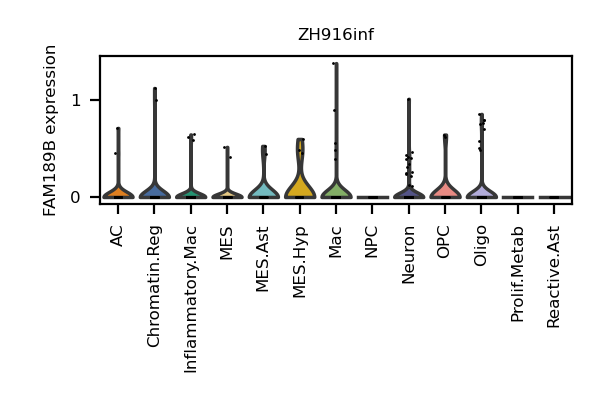 ZH916inf
FAM189B expression
1
0
AC
Chromatin.Reg
Inflammatory.Mac
MES
MES.Ast
MES.Hyp
Mac
NPC
Neuron
OPC
Oligo
Prolif.Metab
Reactive.Ast